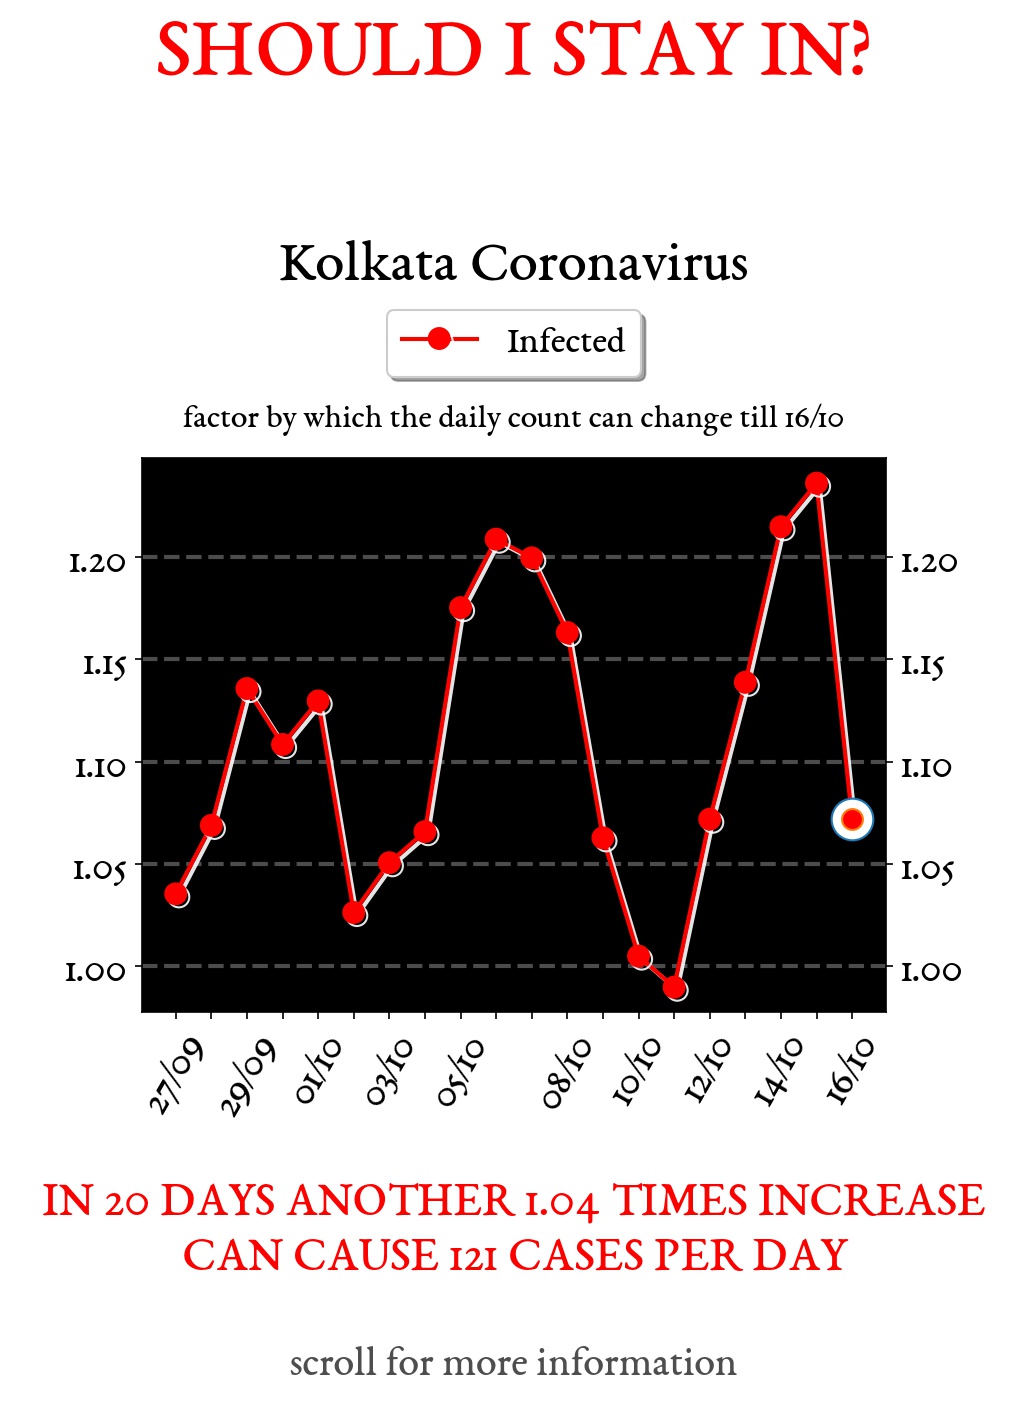 SHOULD I STAY IN?
Kolkata Coronavirus
Infected
factor by which the daily count can change till 16/10
1.20 1.20
1.15 1.15
1.10 1.10
1.05 1.05
1.00 1.00
27/09 29/09 01/10 03/10 05/10 08/10 10/10 12/10 14/10 16/10
IN 20 DAYS ANOTHER 1.04 TIMES INCREASE
CAN CAUSE 121 CASES PER DAY
scroll for more information